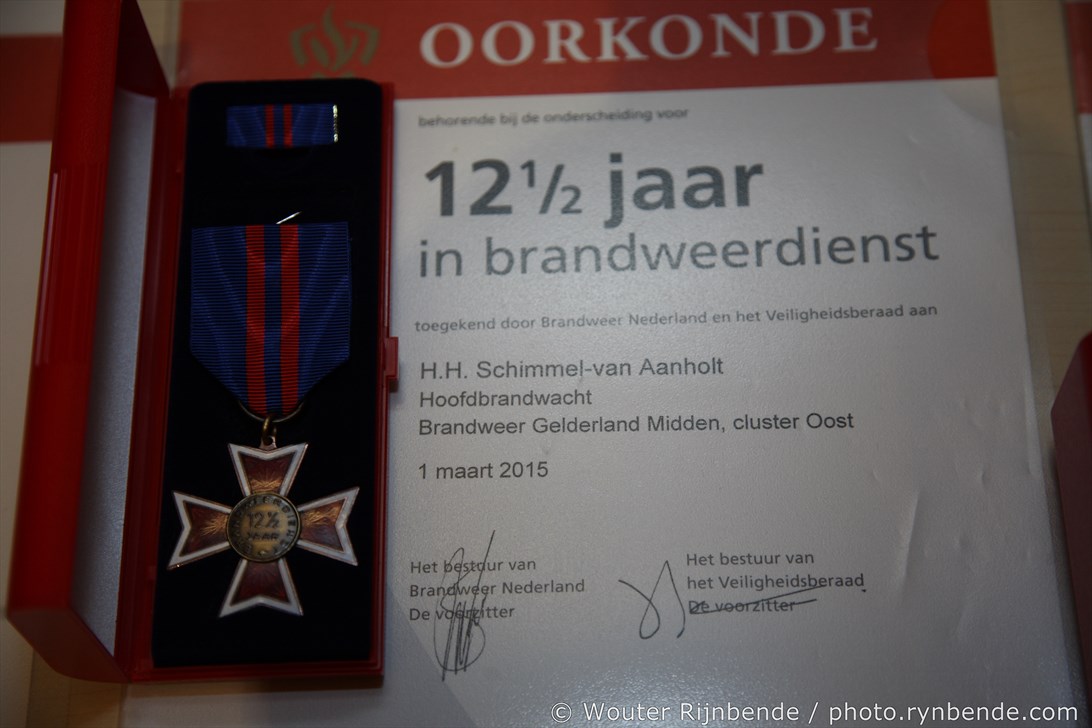 OORKONDE
behorende bij de onderscheiding voor
12½ jaar
in brandweerdienst
toegekend door Brandweer Nederland en het Veiligheidsberaad aan
H.H. Schimmel-van Aanholt
Hoofdbrandwacht
Brandweer Gelderland Midden, cluster Oost
1 maart 2015
Het bestuur van
Brandweer Nederland
De voorzitter
Het bestuur van
het Veiligheidsberaad
De voorzitter
12½
JAAR
© Wouter Rijnbende / photo.rynbende.com